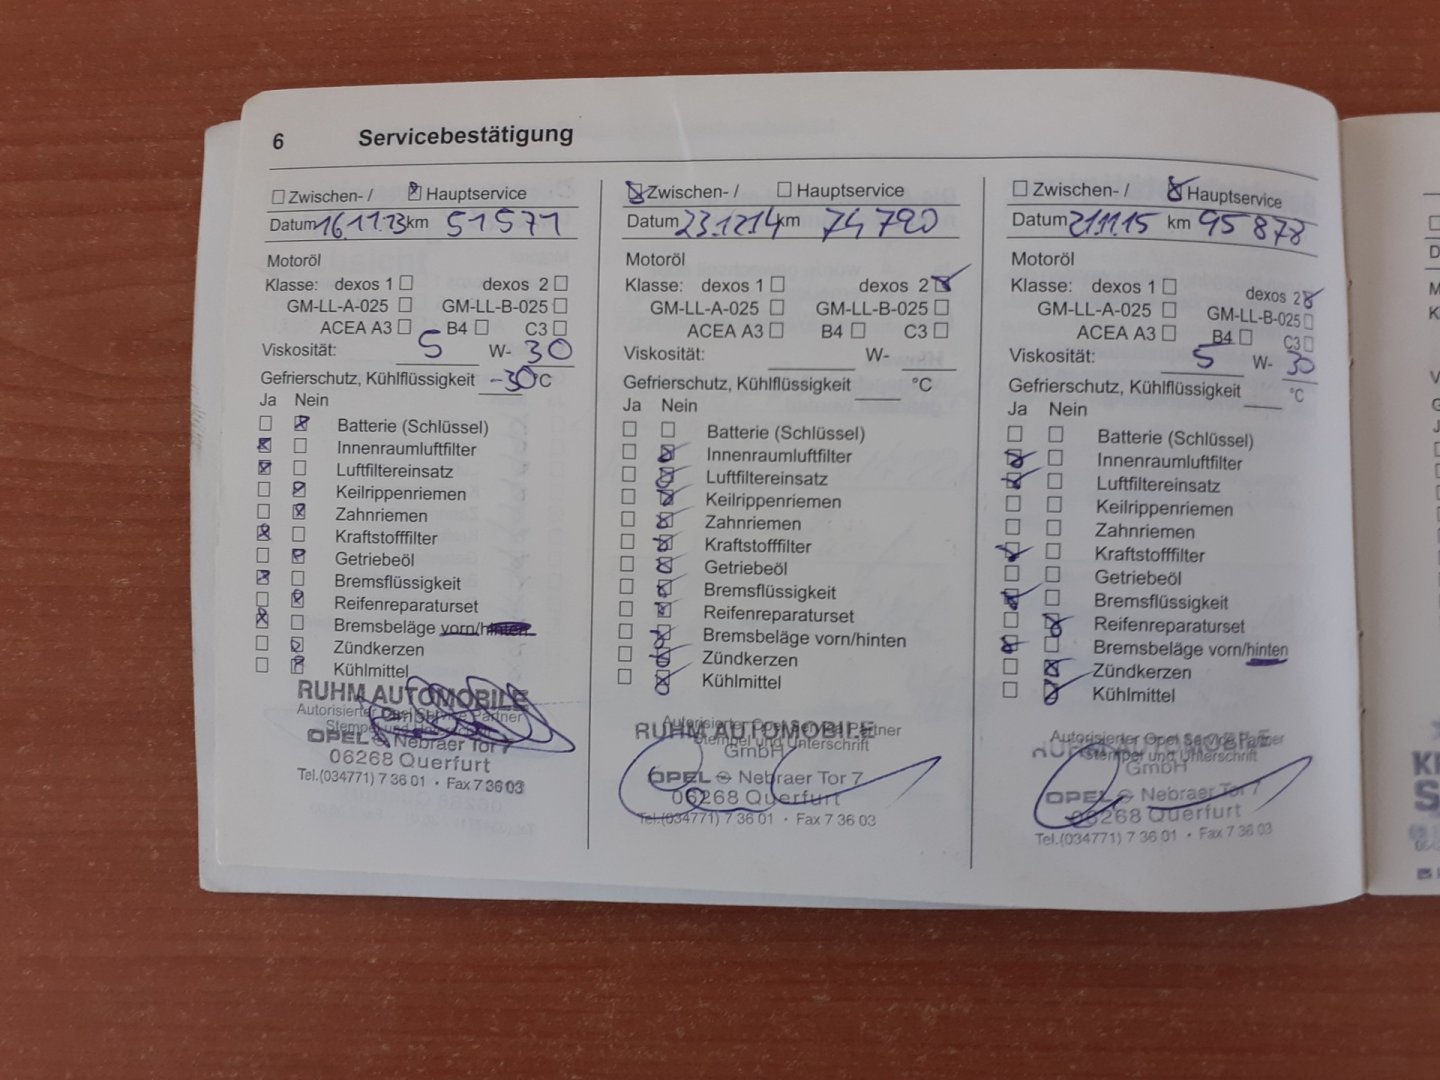 6 Servicebestätigung
Zwischen- / Hauptservice
Datum 16.11.13 km 51571
Motoröl
Klasse: dexos 1 dexos 2
GM-LL-A-025 GM-LL-B-025
ACEA A3 B4 C3
Viskosität: 5 W- 30
Gefrierschutz, Kühlflüssigkeit -30°C
Ja Nein
Batterie (Schlüssel)
Innenraumluftfilter
Luftfiltereinsatz
Keilrippenriemen
Zahnriemen
Kraftstofffilter
Getriebeöl
Bremsflüssigkeit
Reifenreparaturset
Bremsbeläge vorn/hinten
Zündkerzen
Kühlmittel
RUHM AUTOMOBILE
Autorisierter Opel Service Partner
GmbH
Stempel und
OPEL Nebraer Tor 7
06268 Querfurt
Tel.(034771) 7 36 01 • Fax 7 36 03
Zwischen- / Hauptservice
Datum 23.12.14 km 74790
Motoröl
Klasse: dexos 1 dexos 2
GM-LL-A-025 GM-LL-B-025
ACEA A3 B4 C3
Viskosität: W-
Gefrierschutz, Kühlflüssigkeit °C
Ja Nein
Batterie (Schlüssel)
Innenraumluftfilter
Luftfiltereinsatz
Keilrippenriemen
Zahnriemen
Kraftstofffilter
Getriebeöl
Bremsflüssigkeit
Reifenreparaturset
Bremsbeläge vorn/hinten
Zündkerzen
Kühlmittel
Autorisierter Opel Service Partner
RUHM AUTOMOBILE
Stempel und Unterschrift
GmbH
OPEL Nebraer Tor 7
06268 Querfurt
Tel.(034771) 7 36 01 • Fax 7 36 03
Zwischen- / Hauptservice
Datum 21.11.15 km 95878
Motoröl
Klasse: dexos 1 dexos 2
GM-LL-A-025 GM-LL-B-025
ACEA A3 B4 C3
Viskosität: 5 W- 30
Gefrierschutz, Kühlflüssigkeit °C
Ja Nein
Batterie (Schlüssel)
Innenraumluftfilter
Luftfiltereinsatz
Keilrippenriemen
Zahnriemen
Kraftstofffilter
Getriebeöl
Bremsflüssigkeit
Reifenreparaturset
Bremsbeläge vorn/hinten
Zündkerzen
Kühlmittel
Autorisierter Opel Service Partner
RUHM AUTOMOBILE
Stempel und Unterschrift
GmbH
OPEL Nebraer Tor 7
06268 Querfurt
Tel.(034771) 7 36 01 • Fax 7 36 03